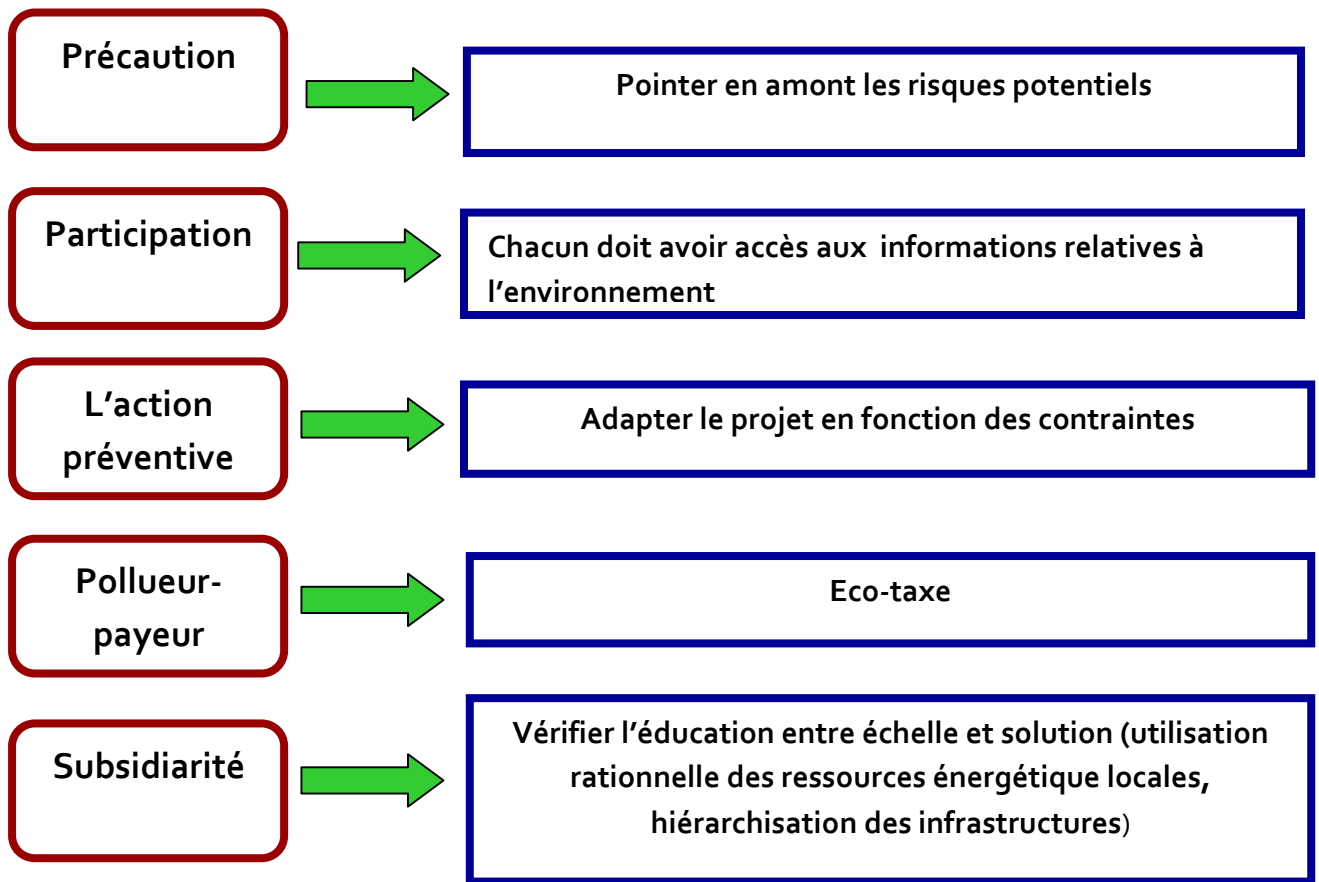 Précaution
Pointer en amont les risques potentiels
Participation
Chacun doit avoir accès aux informations relatives à
l’environnement
L’action
préventive
Adapter le projet en fonction des contraintes
Pollueur-
payeur
Eco-taxe
Subsidiarité
Vérifier l’éducation entre échelle et solution (utilisation
rationnelle des ressources énergétique locales,
hiérarchisation des infrastructures)